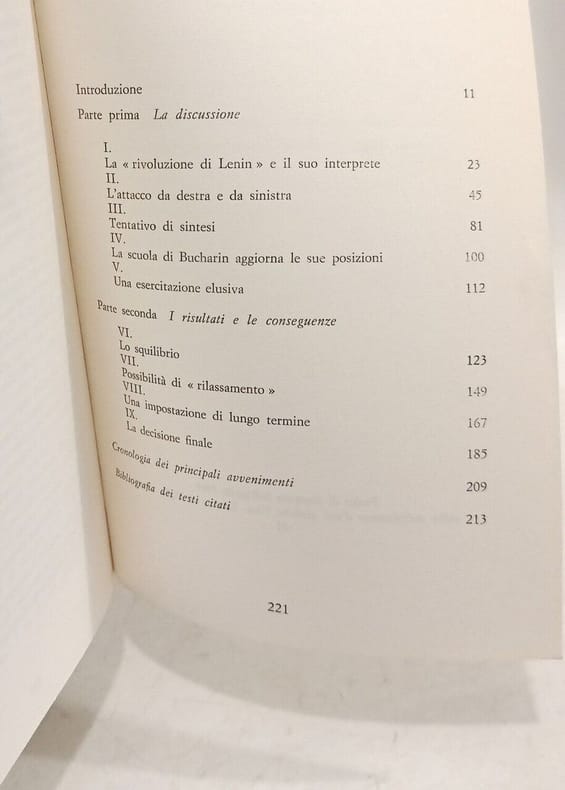 Introduzione 11
Parte prima La discussione
I.
La « rivoluzione di Lenin » e il suo interprete 23
II.
L'attacco da destra e da sinistra 45
III.
Tentativo di sintesi 81
IV.
La scuola di Bucharin aggiorna le sue posizioni 100
V.
Una esercitazione elusiva 112
Parte seconda I risultati e le conseguenze
VI.
Lo squilibrio 123
VII.
Possibilità di « rilassamento » 149
VIII.
Una impostazione di lungo termine 167
IX.
La decisione finale 185
Cronologia dei principali avvenimenti 209
Bibliografia dei testi citati 213
221